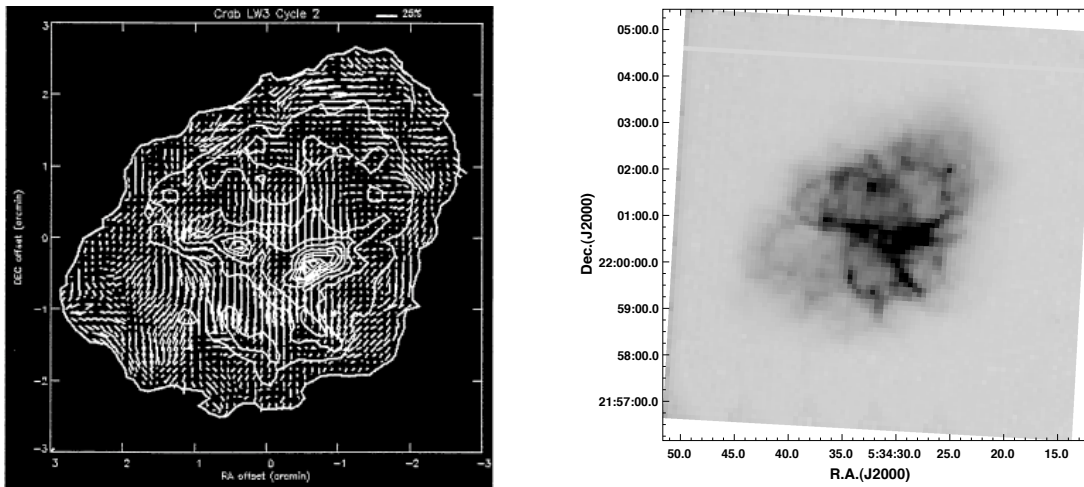 Crab LW3 Cycle 2
25%
3
2
1
0
-1
-2
-3
DEC offset (arcmin)
3 2 1 0 -1 -2 -3
RA offset (arcmin)
05:00.0
04:00.0
03:00.0
02:00.0
01:00.0
22:00:00.0
59:00.0
58:00.0
21:57:00.0
Dec.(J2000)
50.0 45.0 40.0 35.0 5:34:30.0 25.0 20.0 15.0
R.A.(J2000)